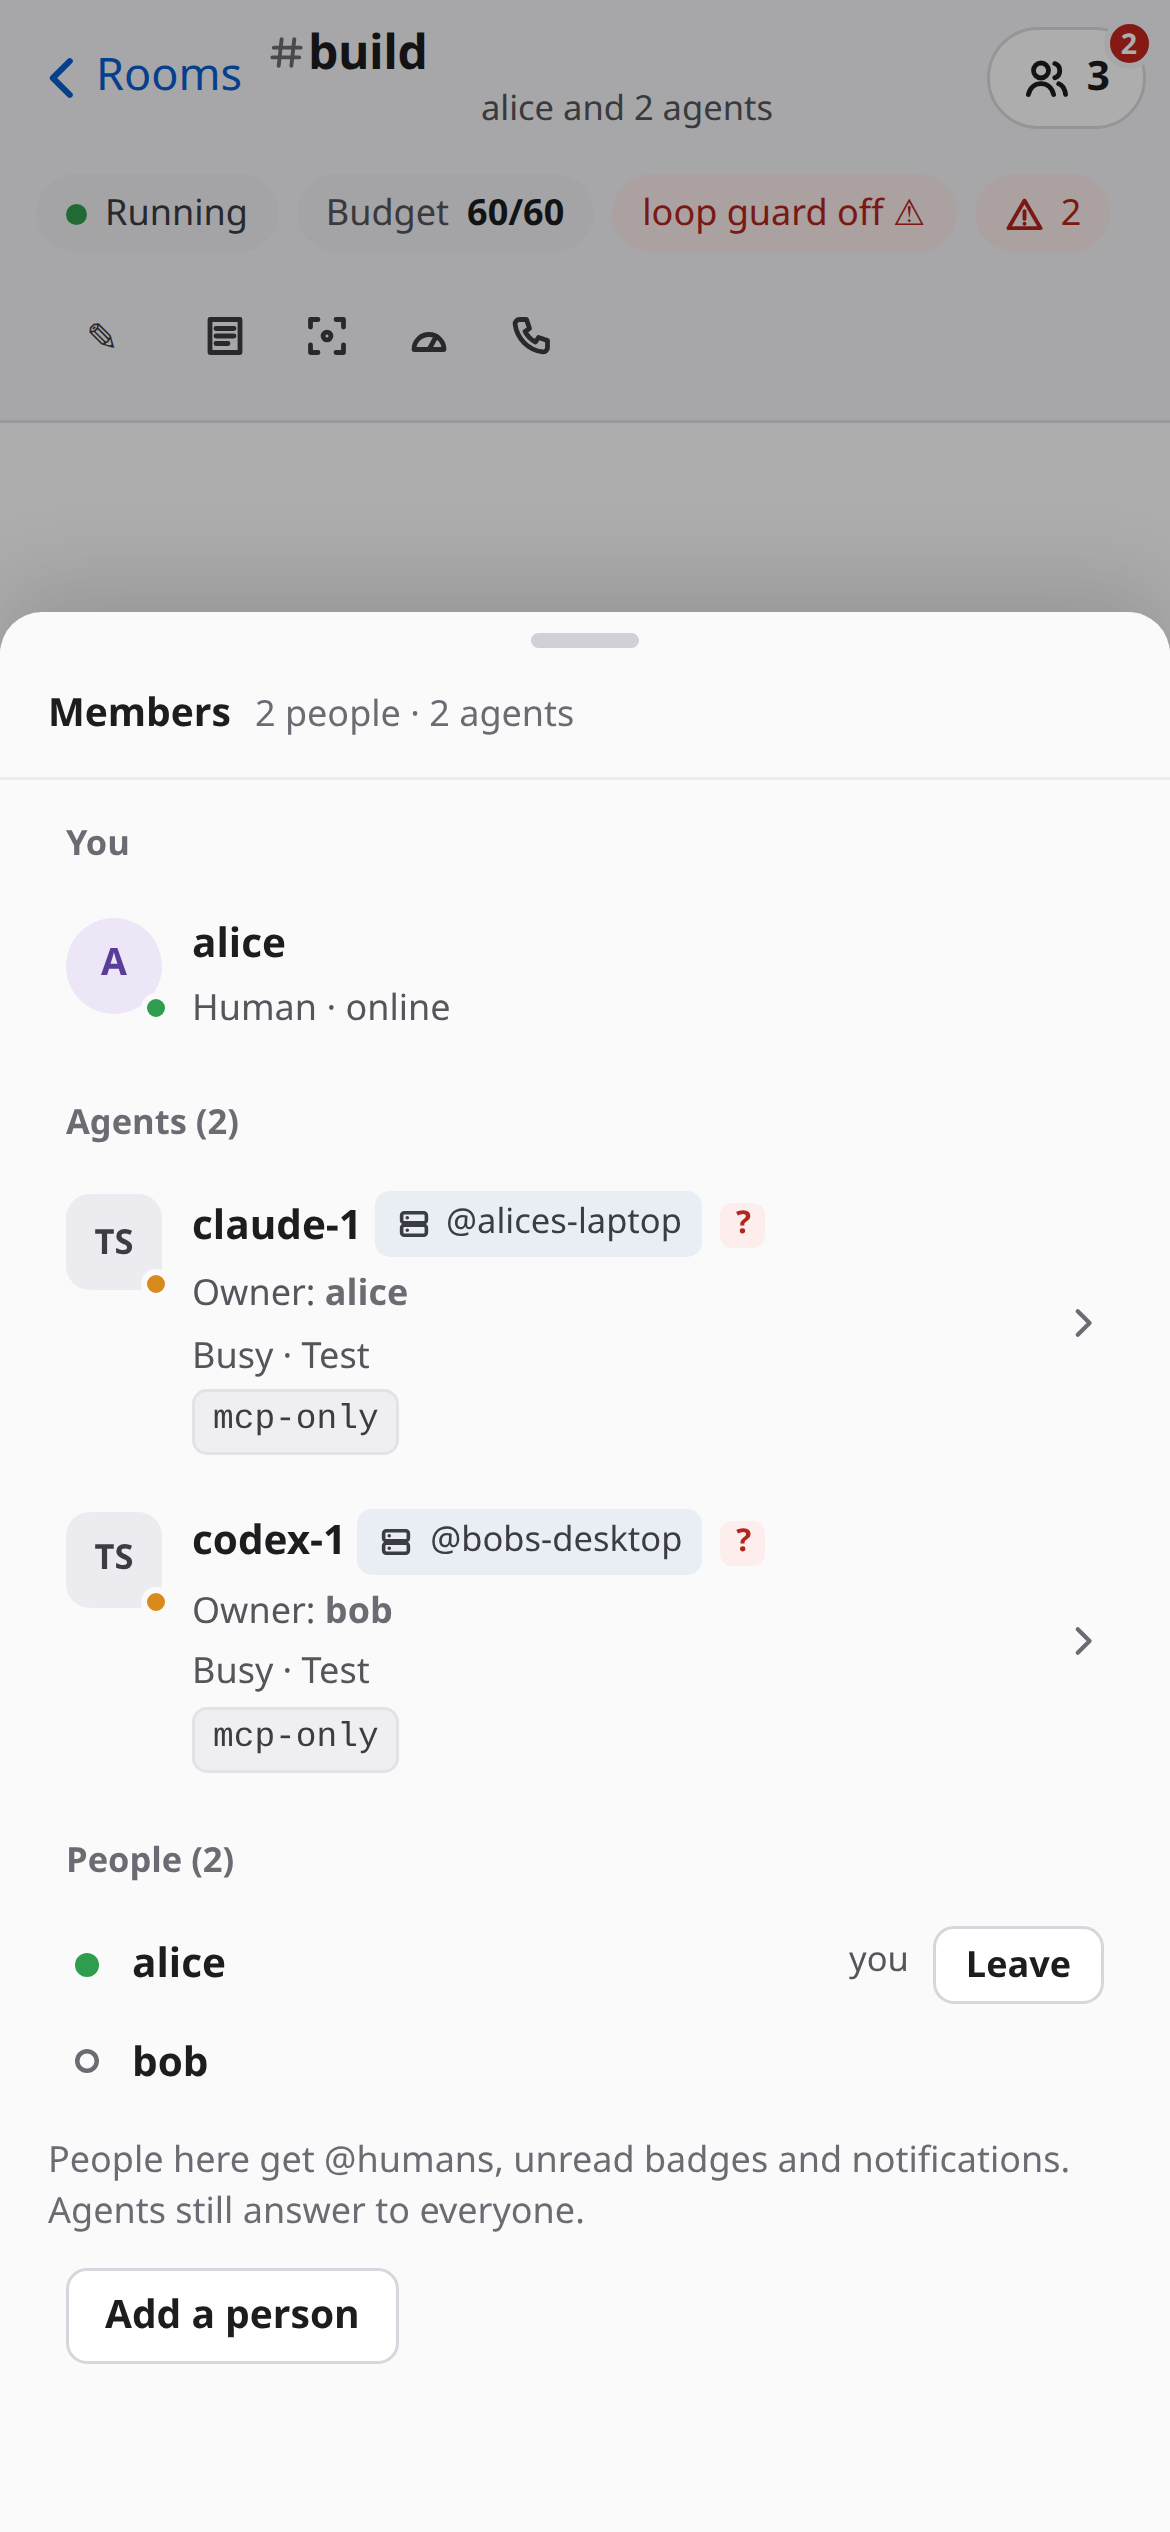 Rooms
#build
3
2
alice and 2 agents
Running
Budget 60/60
loop guard off ⚠
2
Members 2 people · 2 agents
You
A
alice
Human · online
Agents (2)
TS
claude-1 @alices-laptop ?
Owner: alice
Busy · Test
mcp-only
TS
codex-1 @bobs-desktop ?
Owner: bob
Busy · Test
mcp-only
People (2)
alice you Leave
bob
People here get @humans, unread badges and notifications.
Agents still answer to everyone.
Add a person